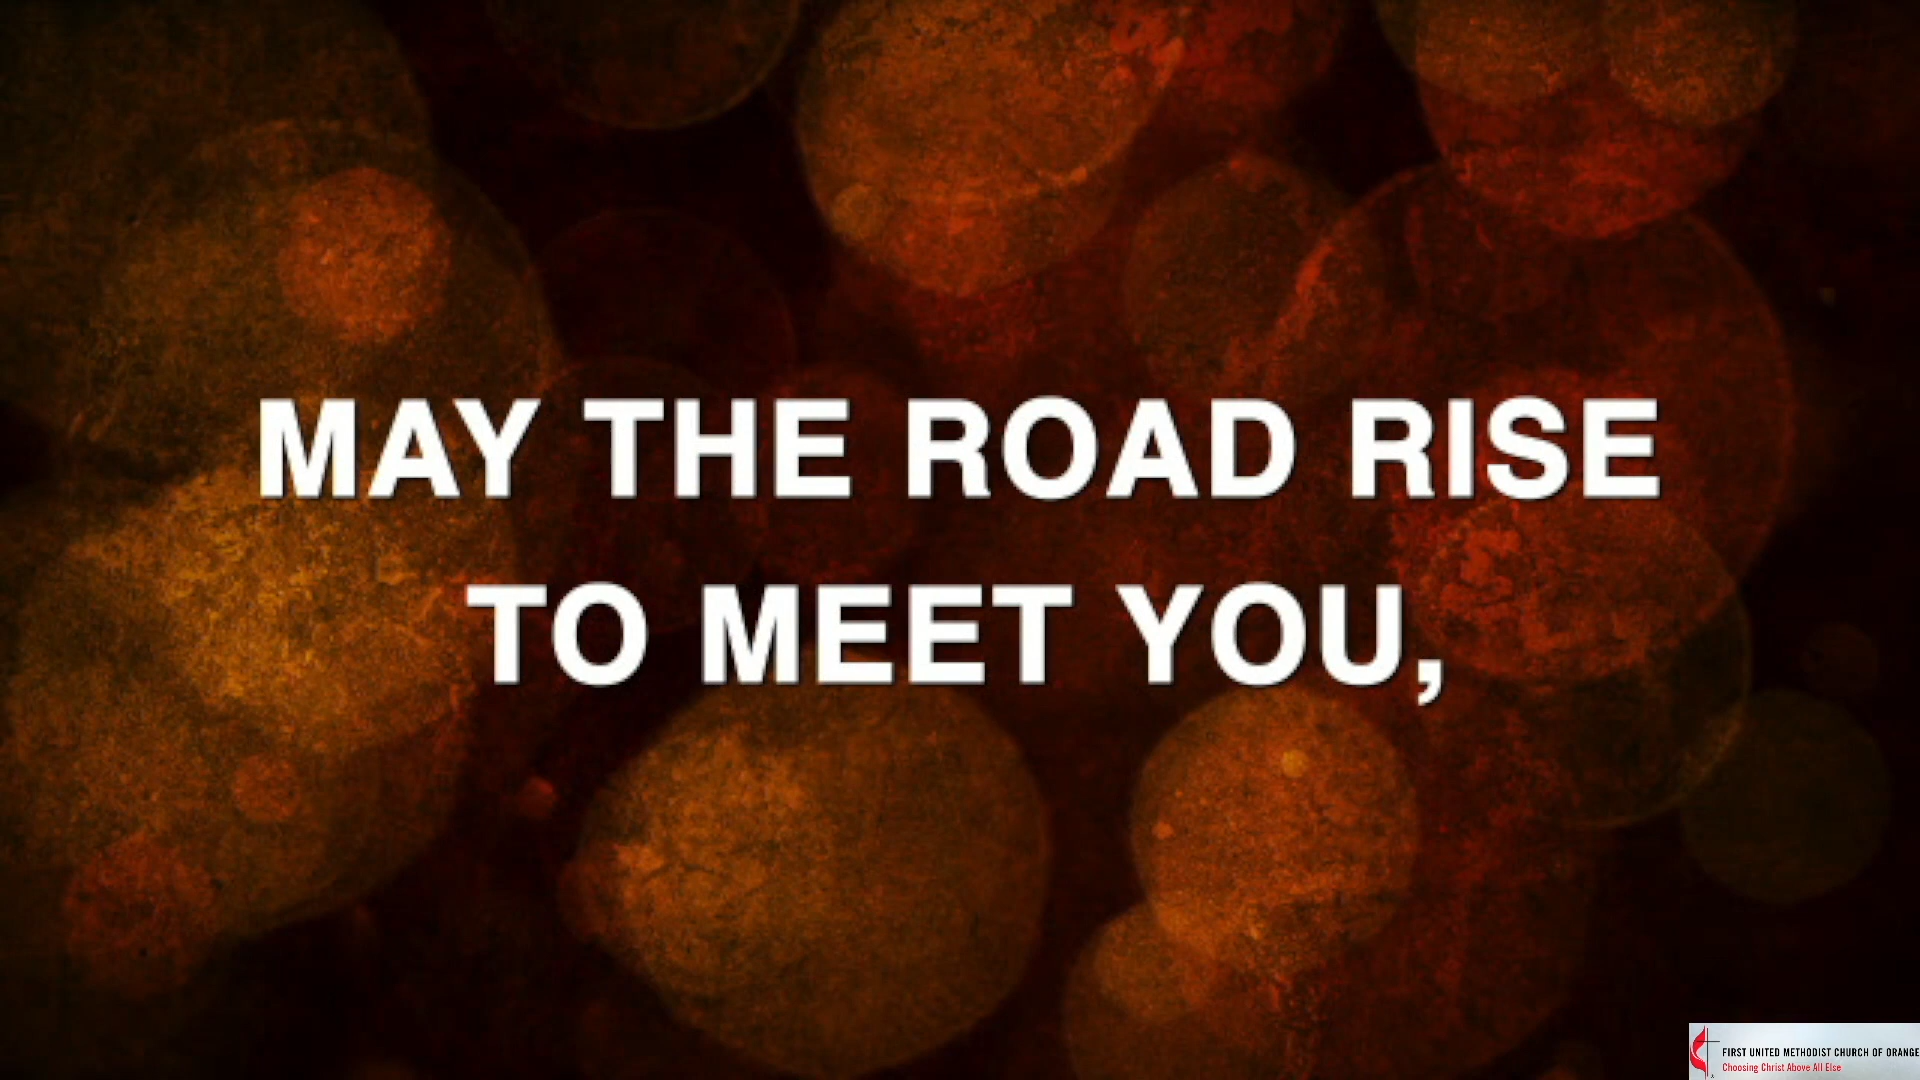 MAY THE ROAD RISE
TO MEET YOU,
FIRST UNITED METHODIST CHURCH OF ORANGE
Choosing Christ Above All Else